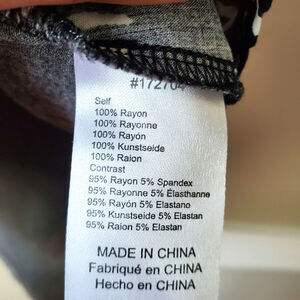 #172704
Self
100% Rayon
100% Rayonne
100% Rayón
100% Kunstseide
100% Raion
Contrast
95% Rayon 5% Spandex
95% Rayonne 5% Élasthanne
95% Rayón 5% Elastano
95% Kunstseide 5% Elastan
95% Raion 5% Elastan
MADE IN CHINA
Fabriqué en CHINA
Hecho en CHINA